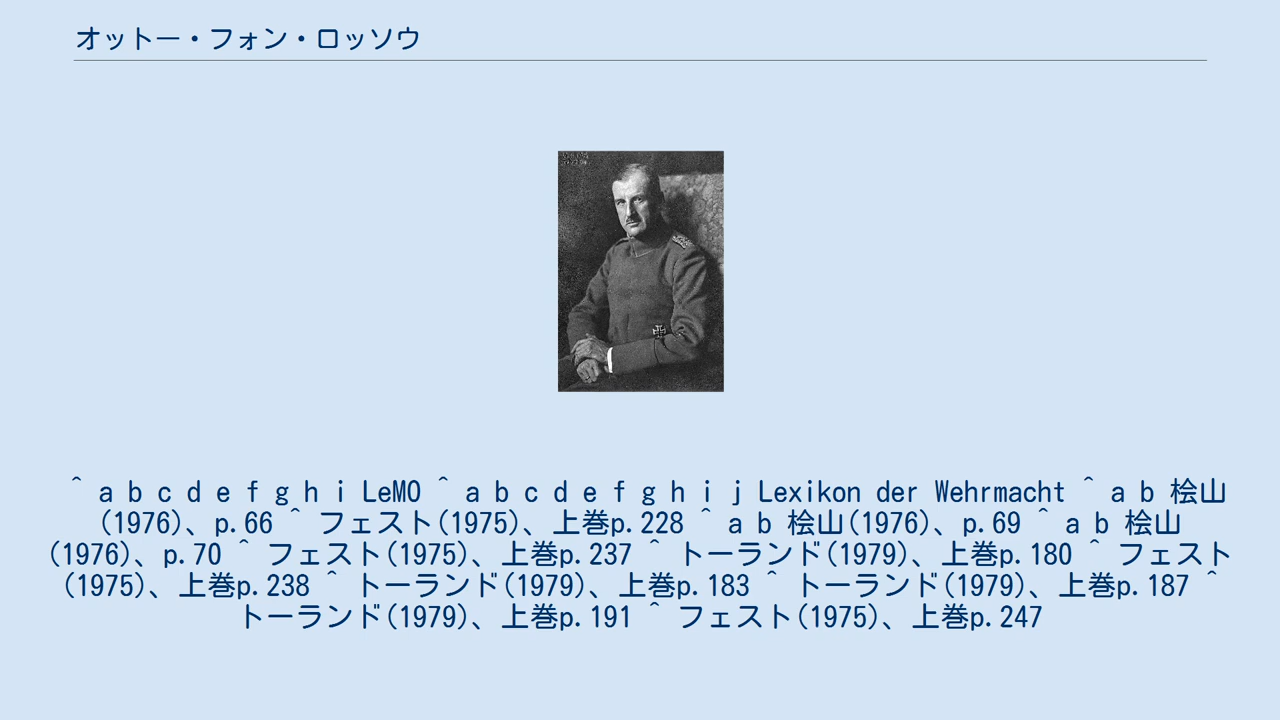 オットー・フォン・ロッソウ
^ a b c d e f g h i LeMO ^ a b c d e f g h i j Lexikon der Wehrmacht ^ a b 桧山
(1976)、p.66 ^ フェスト(1975)、上巻p.228 ^ a b 桧山(1976)、p.69 ^ a b 桧山
(1976)、p.70 ^ フェスト(1975)、上巻p.237 ^ トーランド(1979)、上巻p.180 ^ フェスト
(1975)、上巻p.238 ^ トーランド(1979)、上巻p.183 ^ トーランド(1979)、上巻p.187 ^
トーランド(1979)、上巻p.191 ^ フェスト(1975)、上巻p.247